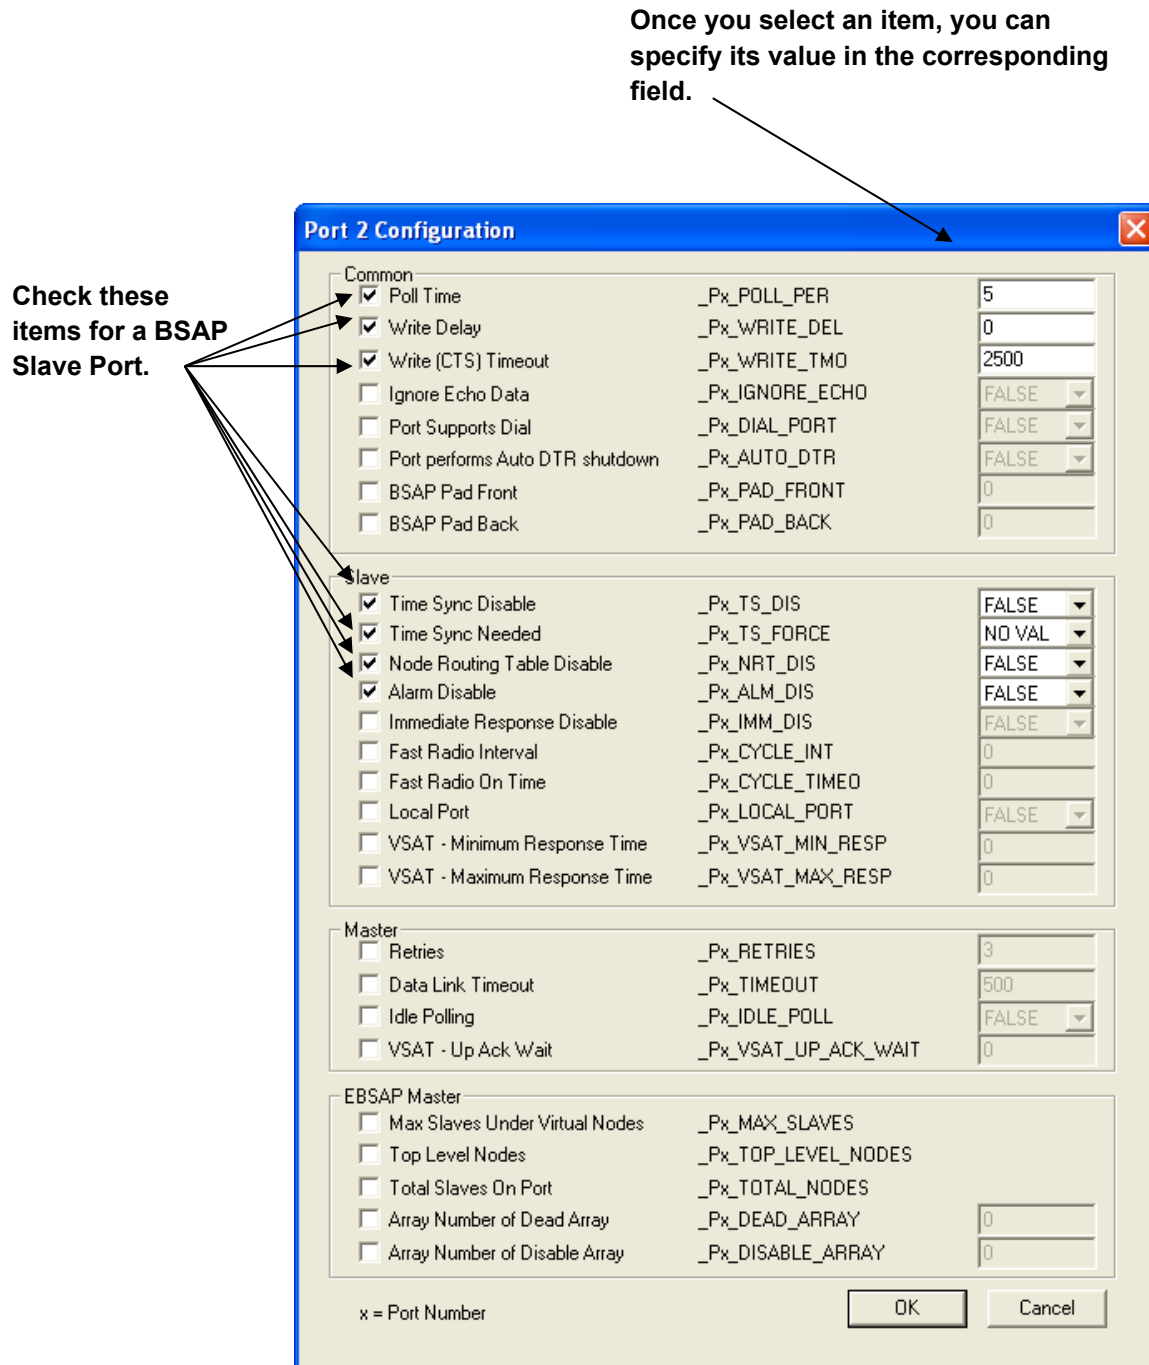 Once you select an item, you can
specify its value in the corresponding
field.
Port 2 Configuration
Check these
items for a BSAP
Slave Port.
Common
Poll Time _Px_POLL_PER 5
Write Delay _Px_WRITE_DEL 0
Write (CTS) Timeout _Px_WRITE_TMO 2500
Ignore Echo Data _Px_IGNORE_ECHO FALSE
Port Supports Dial _Px_DIAL_PORT FALSE
Port performs Auto DTR shutdown _Px_AUTO_DTR FALSE
BSAP Pad Front _Px_PAD_FRONT 0
BSAP Pad Back _Px_PAD_BACK 0
Slave
Time Sync Disable _Px_TS_DIS FALSE
Time Sync Needed _Px_TS_FORCE NO VAL
Node Routing Table Disable _Px_NRT_DIS FALSE
Alarm Disable _Px_ALM_DIS FALSE
Immediate Response Disable _Px_IMM_DIS FALSE
Fast Radio Interval _Px_CYCLE_INT 0
Fast Radio On Time _Px_CYCLE_TIMEO 0
Local Port _Px_LOCAL_PORT FALSE
VSAT - Minimum Response Time _Px_VSAT_MIN_RESP 0
VSAT - Maximum Response Time _Px_VSAT_MAX_RESP 0
Master
Retries _Px_RETRIES 3
Data Link Timeout _Px_TIMEOUT 500
Idle Polling _Px_IDLE_POLL FALSE
VSAT - Up Ack Wait _Px_VSAT_UP_ACK_WAIT 0
EBSAP Master
Max Slaves Under Virtual Nodes _Px_MAX_SLAVES
Top Level Nodes _Px_TOP_LEVEL_NODES
Total Slaves On Port _Px_TOTAL_NODES
Array Number of Dead Array _Px_DEAD_ARRAY 0
Array Number of Disable Array _Px_DISABLE_ARRAY 0
x = Port Number OK Cancel